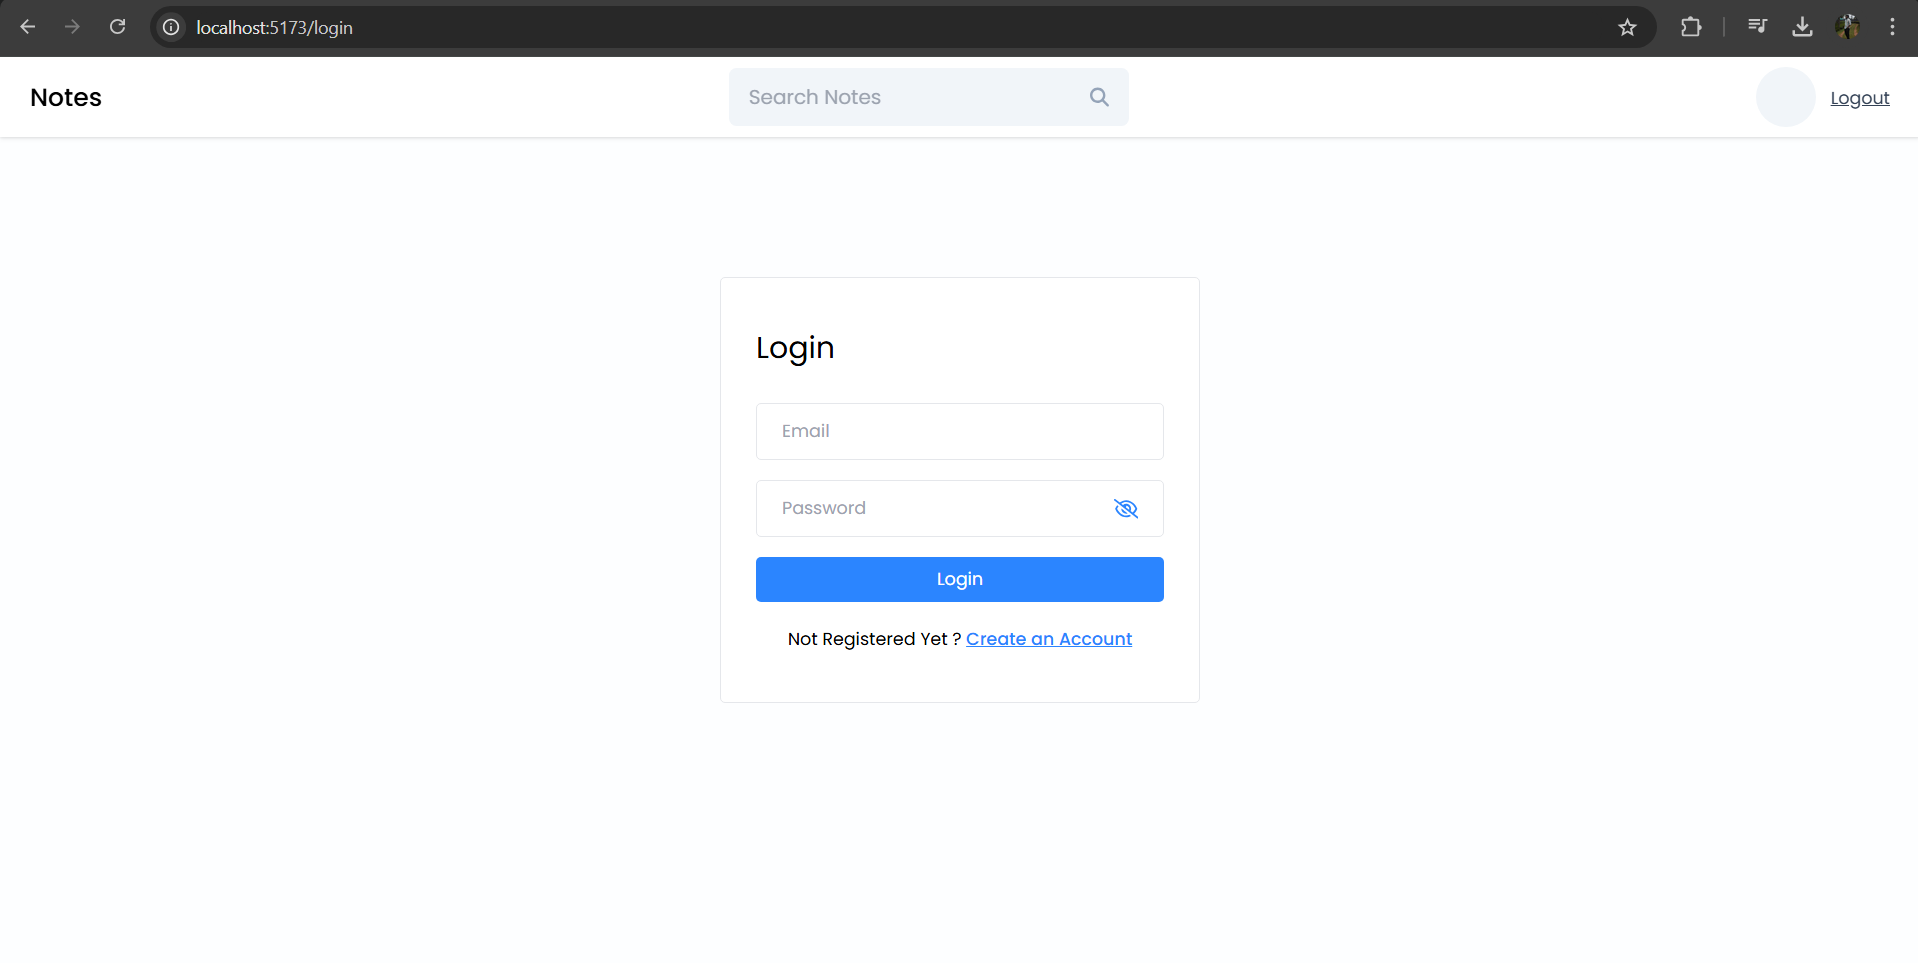 localhost:5173/login
Notes
Search Notes
Logout
Login
Email
Password
Login
Not Registered Yet ? Create an Account